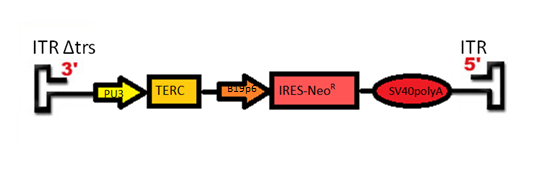 ITR Δtrs
ITR
3'
5'
PU3
TERC
B19p6
IRES-Neoᴿ
SV40polyA